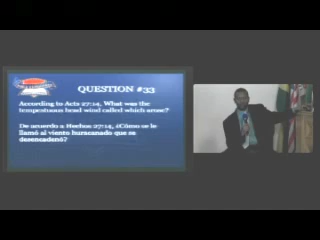 QUESTION #33
According to Acts 27:14, What was the
tempestuous head wind called which arose?
De acuerdo a Hechos 27:14, ¿Cómo se le
llamó al viento huracanado que se
desencadenó?